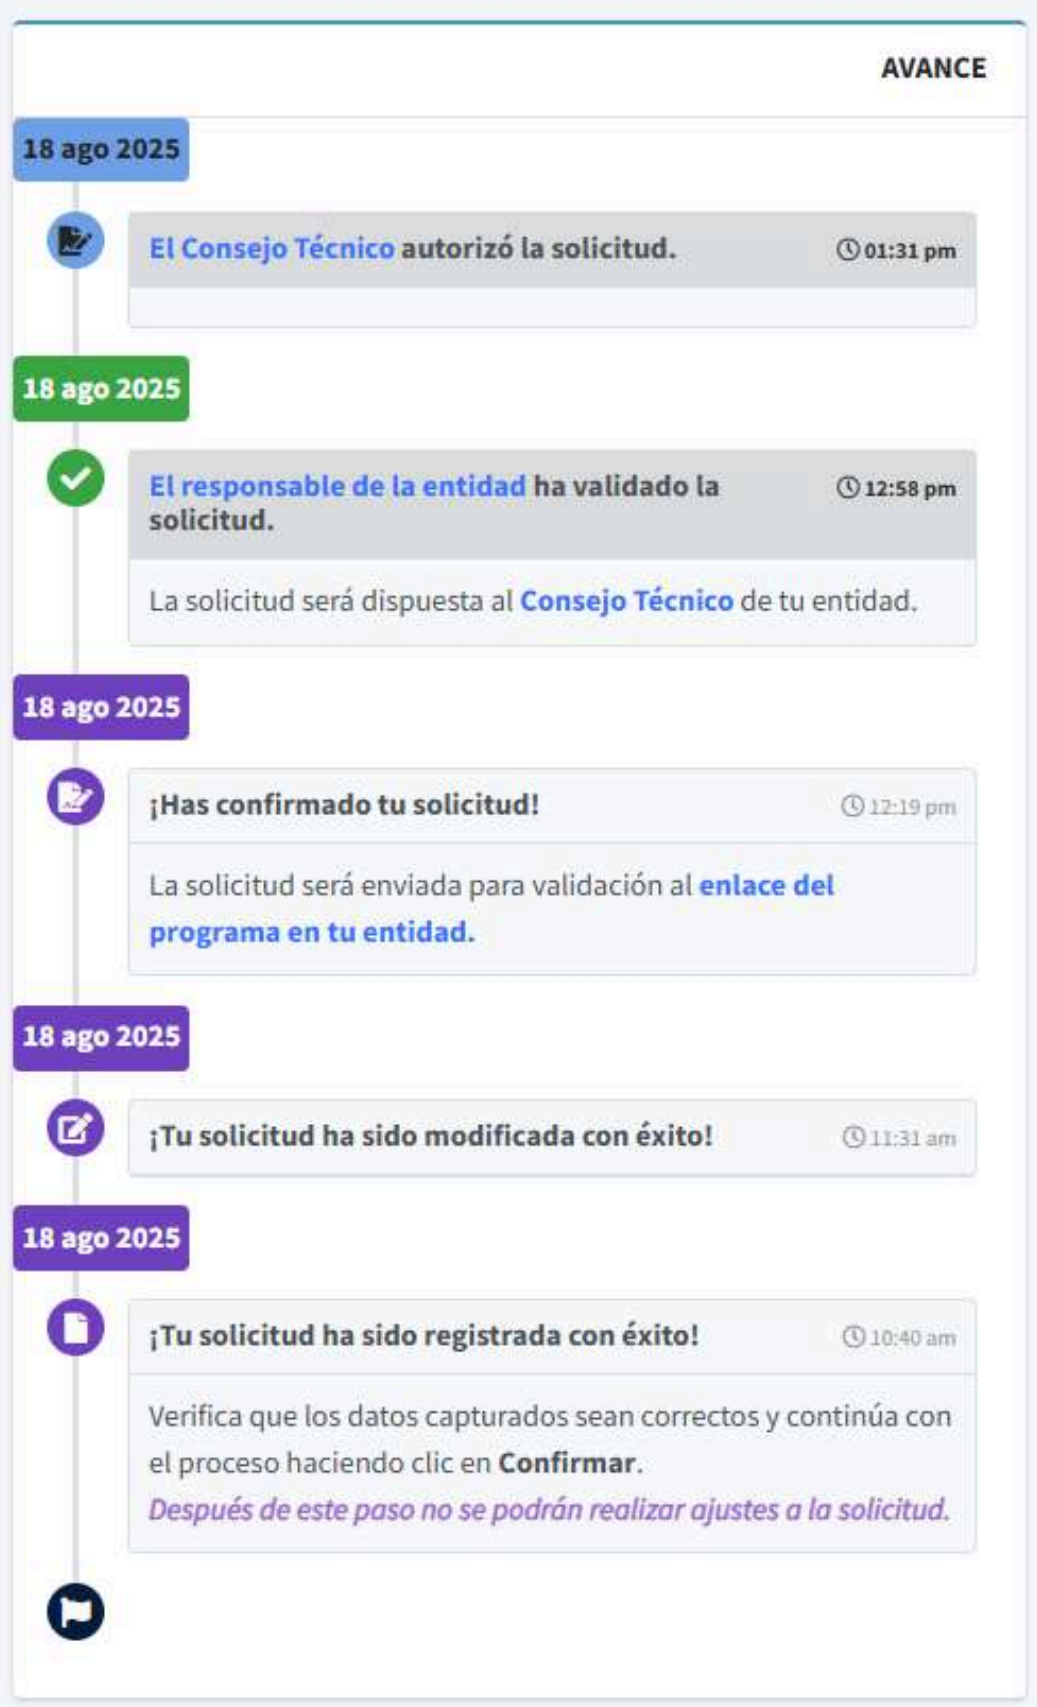 AVANCE
18 ago 2025
El Consejo Técnico autorizó la solicitud.
01:31 pm
18 ago 2025
El responsable de la entidad ha validado la
solicitud.
12:58 pm
La solicitud será dispuesta al Consejo Técnico de tu entidad.
18 ago 2025
¡Has confirmado tu solicitud!
12:19 pm
La solicitud será enviada para validación al enlace del
programa en tu entidad.
18 ago 2025
¡Tu solicitud ha sido modificada con éxito!
11:31 am
18 ago 2025
¡Tu solicitud ha sido registrada con éxito!
10:40 am
Verifica que los datos capturados sean correctos y continúa con
el proceso haciendo clic en Confirmar.
Después de este paso no se podrán realizar ajustes a la solicitud.